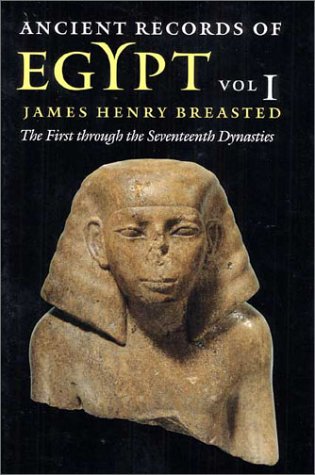 ANCIENT RECORDS OF
EGYPT VOL I
JAMES HENRY BREASTED
The First through the Seventeenth Dynasties